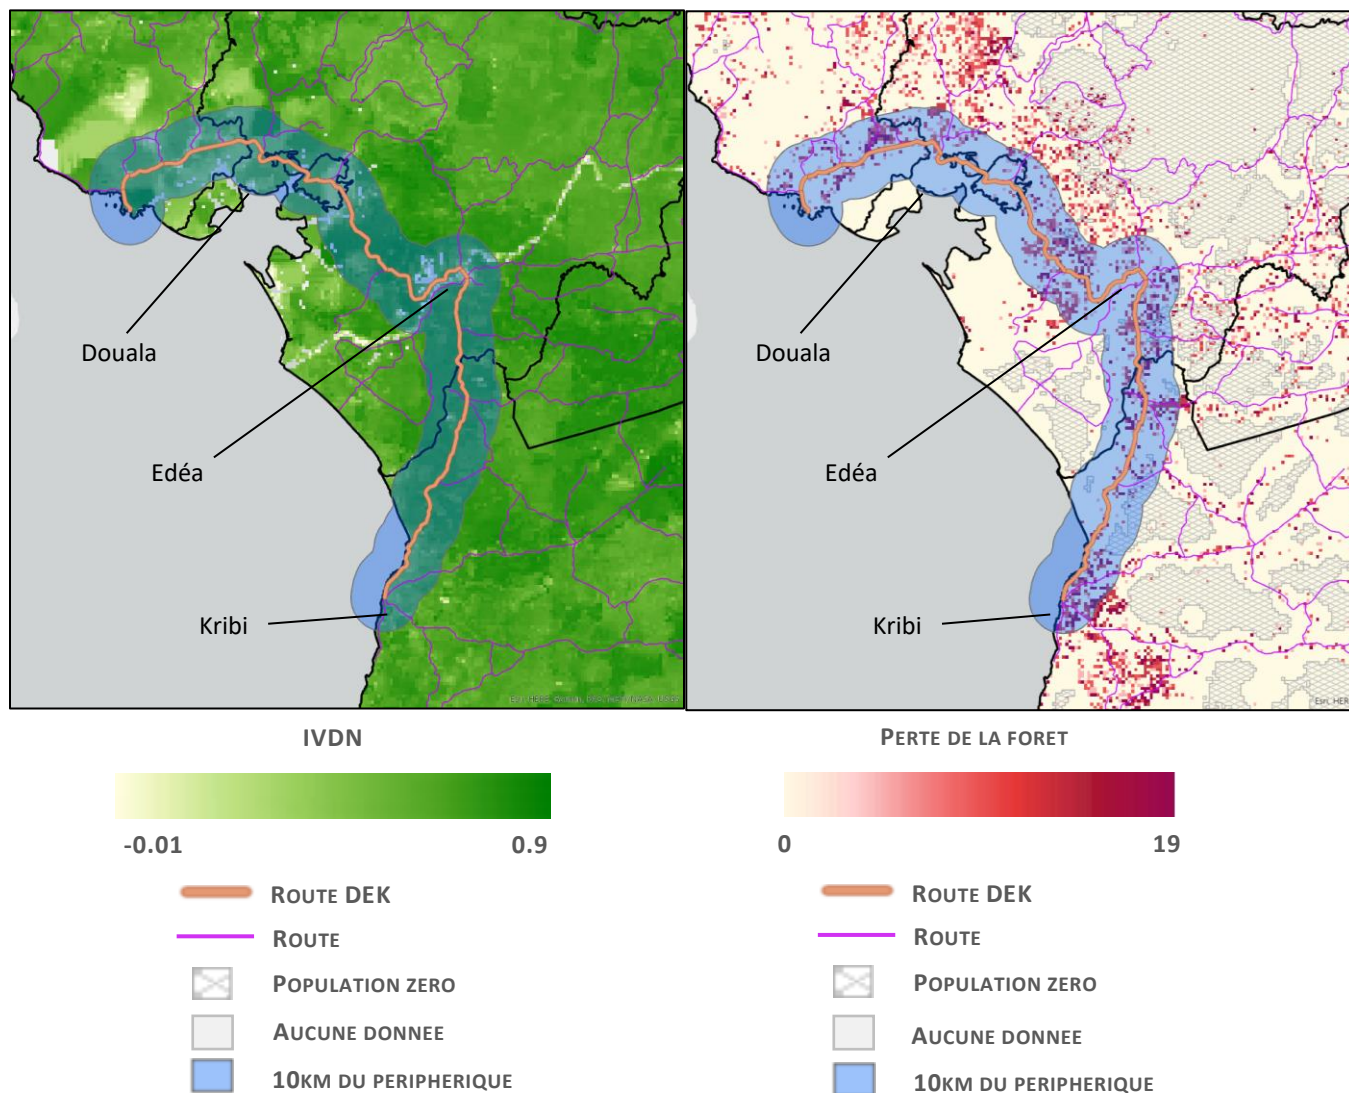 Douala
Edéa
Kribi
Douala
Edéa
Kribi
IVDN
-0.01 0.9
ROUTE DEK
ROUTE
POPULATION ZERO
AUCUNE DONNEE
10KM DU PERIPHERIQUE
PERTE DE LA FORET
0 19
ROUTE DEK
ROUTE
POPULATION ZERO
AUCUNE DONNEE
10KM DU PERIPHERIQUE